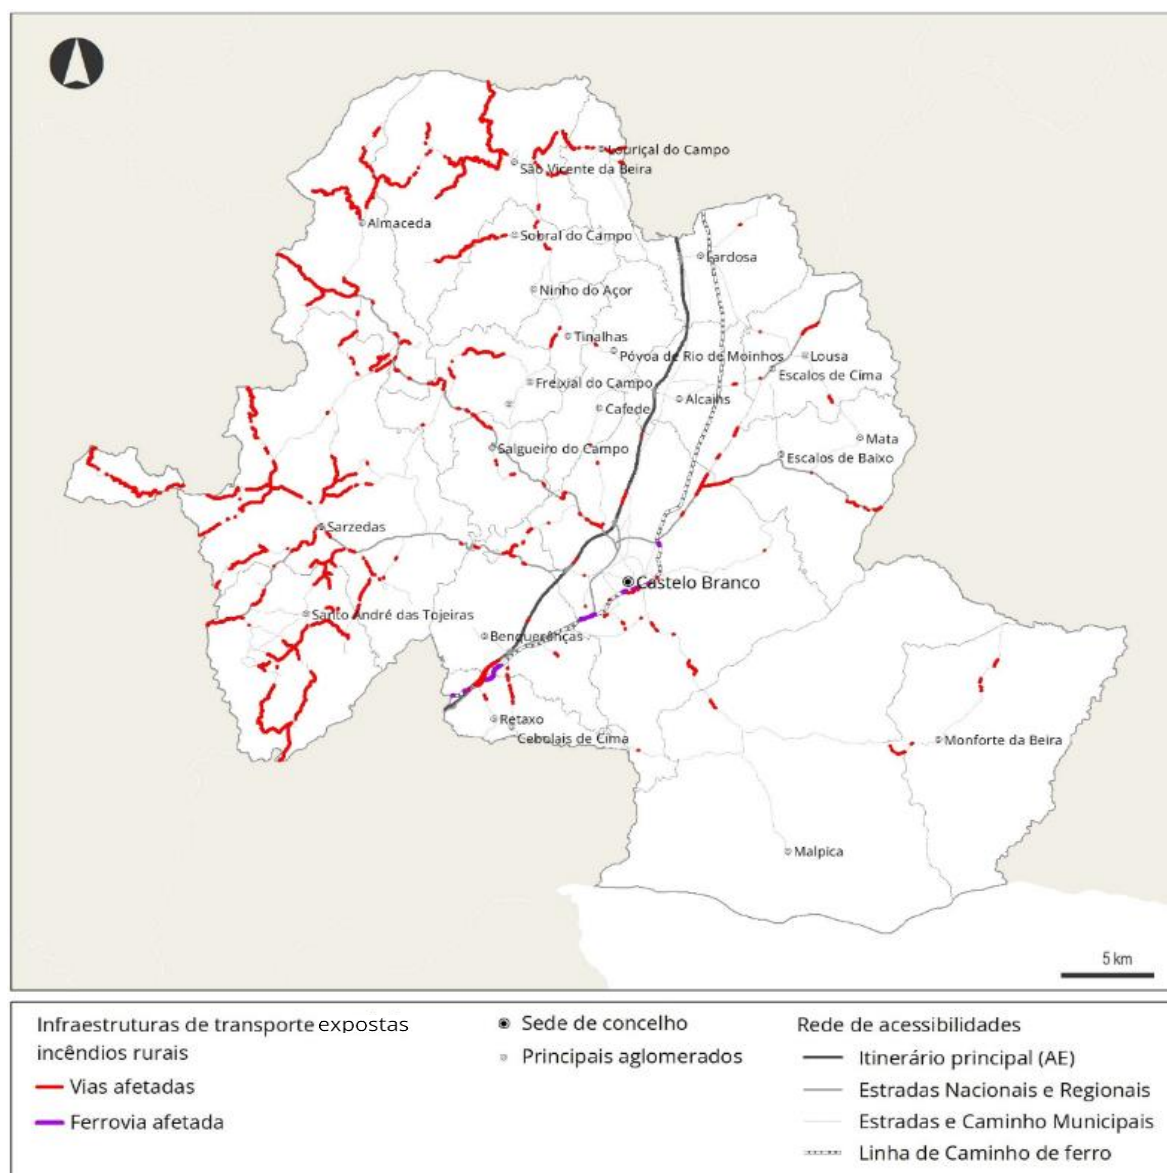 Louriçal do Campo
São Vicente da Beira
Almaceda
Sobral do Campo
Lardosa
Ninho do Açor
Tinalhas
Póvoa de Rio de Moinhos
Lousa
Escalos de Cima
Freixial do Campo
Alcains
Cafede
Mata
Salgueiro do Campo
Escalos de Baixo
Sarzedas
Castelo Branco
Santo André das Tojeiras
Benquerenças
Retaxo
Cebolais de Cima
Monforte da Beira
Malpica
5 km
Infraestruturas de transporte expostas
incêndios rurais
Vias afetadas
Ferrovia afetada
Sede de concelho
Principais aglomerados
Rede de acessibilidades
Itinerário principal (AE)
Estradas Nacionais e Regionais
Estradas e Caminho Municipais
Linha de Caminho de ferro